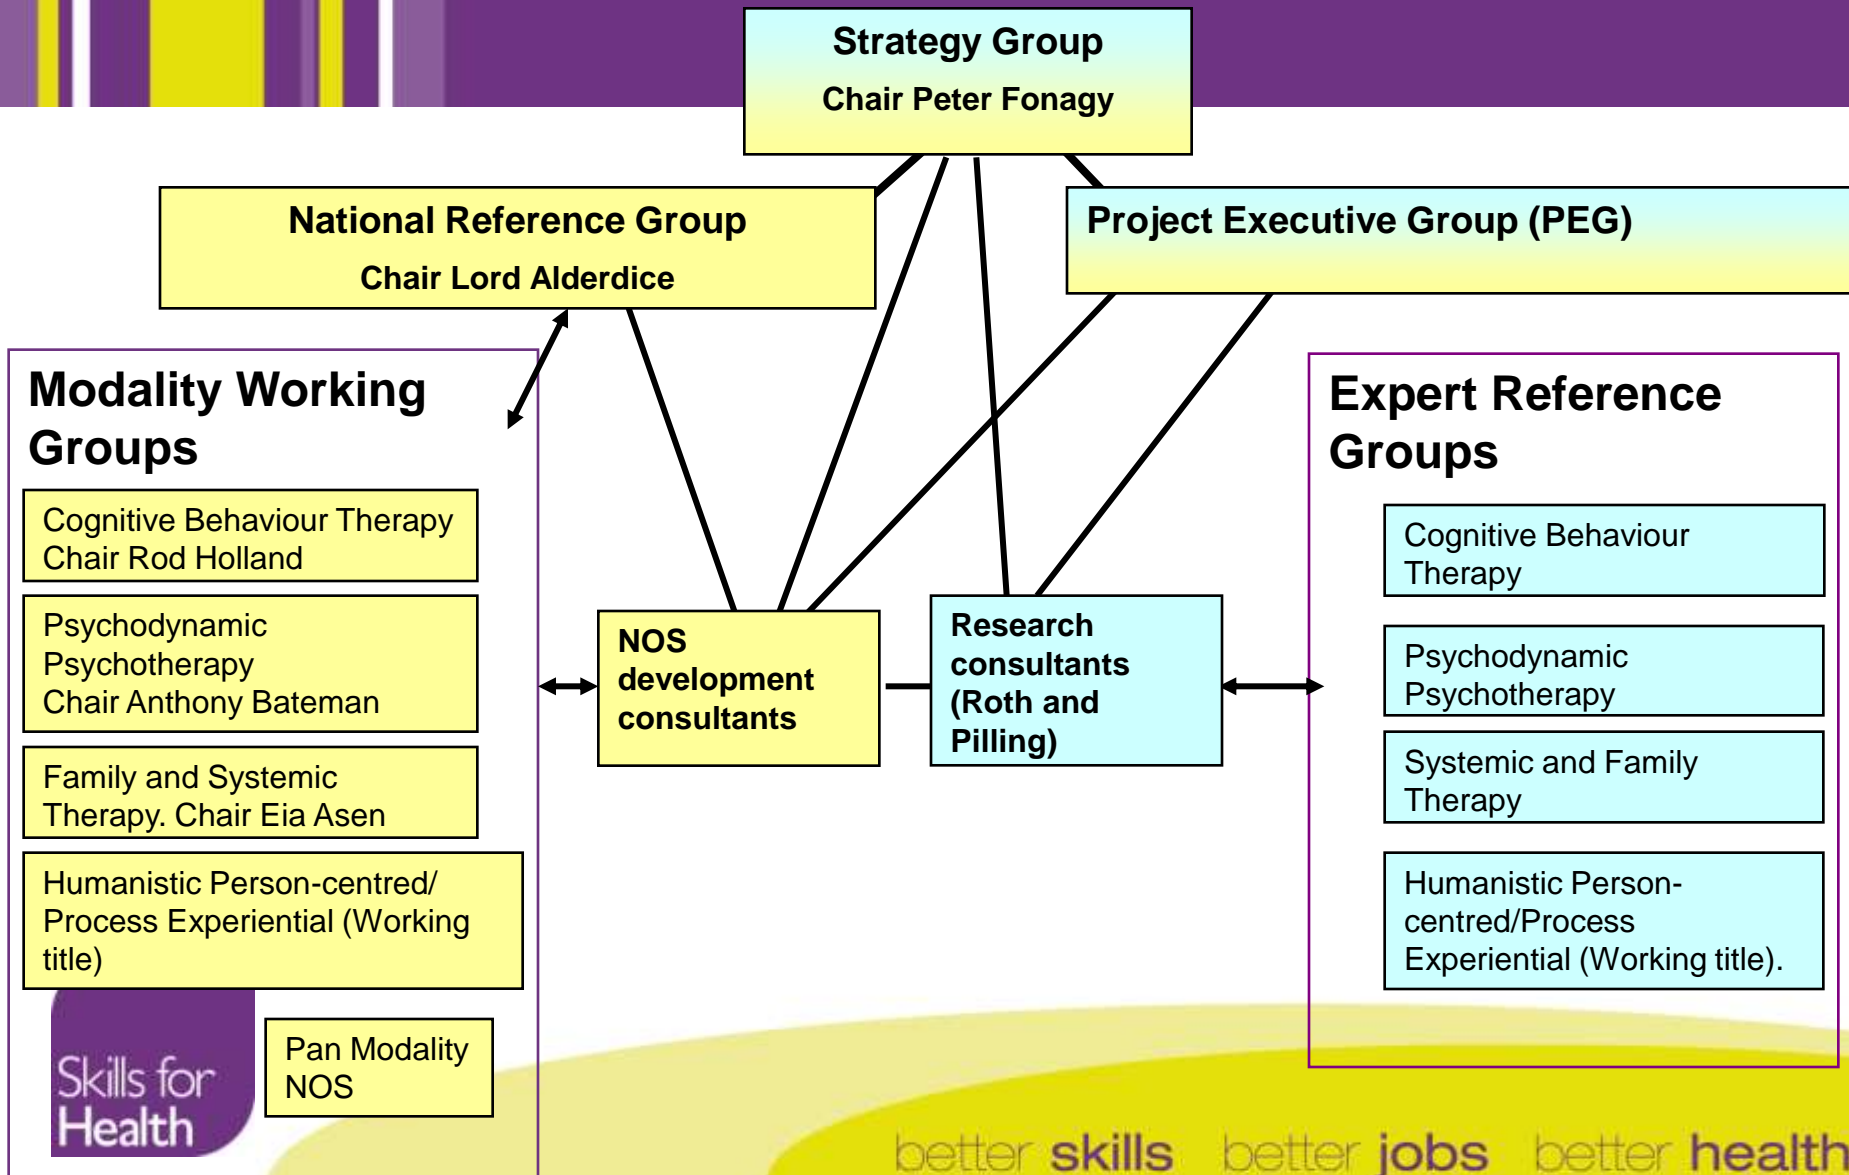 Strategy Group
Chair Peter Fonagy
National Reference Group
Chair Lord Alderdice
Project Executive Group (PEG)
Modality Working
Groups
Cognitive Behaviour Therapy
Chair Rod Holland
Psychodynamic
Psychotherapy
Chair Anthony Bateman
Family and Systemic
Therapy. Chair Eia Asen
Humanistic Person-centred/
Process Experiential (Working
title)
Pan Modality
NOS
NOS
development
consultants
Research
consultants
(Roth and
Pilling)
Expert Reference
Groups
Cognitive Behaviour
Therapy
Psychodynamic
Psychotherapy
Systemic and Family
Therapy
Humanistic Person-
centred/Process
Experiential (Working title).
Skills for
Health
better skills better jobs better health